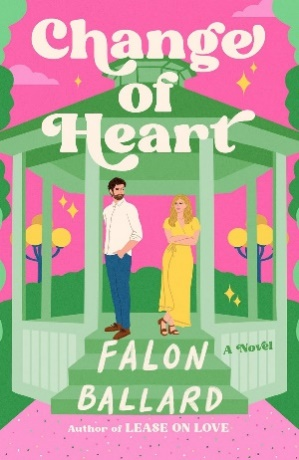 Change
of
Heart
FALON
A Novel
BALLARD
Author of LEASE ON LOVE